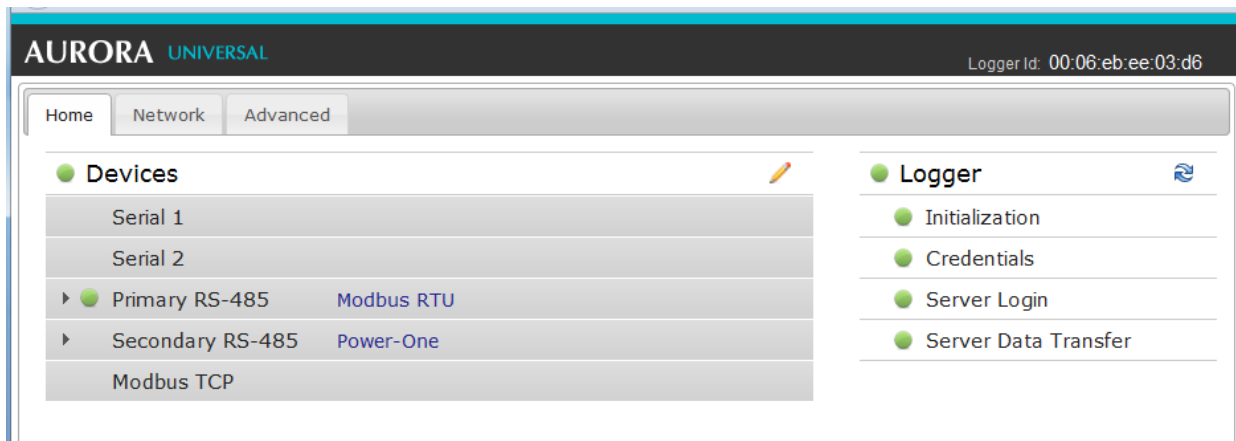 AURORA UNIVERSAL
Logger Id: 00:06:eb:ee:03:d6
Home Network Advanced
Devices
Serial 1
Serial 2
Primary RS-485 Modbus RTU
Secondary RS-485 Power-One
Modbus TCP
Logger
Initialization
Credentials
Server Login
Server Data Transfer